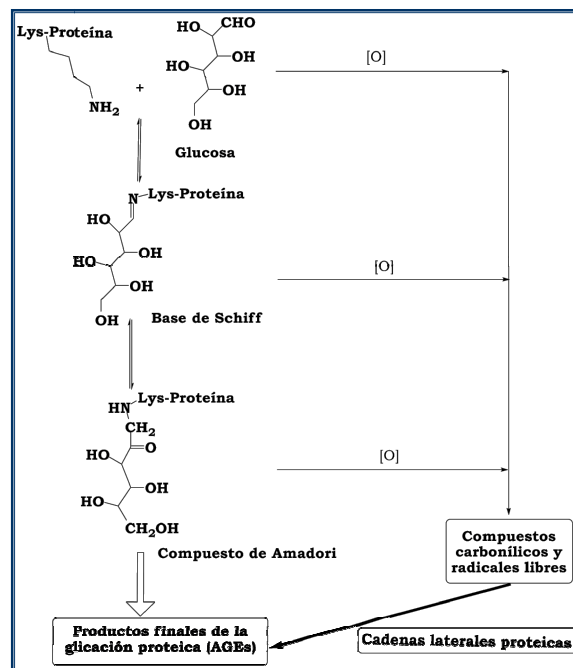 Lys-Proteína
NH2
+
CHO
HO
OH
HO
OH
OH
Glucosa
[O]
N
Lys-Proteína
HO
OH
HO
OH
OH
Base de Schiff
[O]
HN
Lys-Proteína
CH2
O
HO
OH
HO
CH2OH
Compuesto de Amadori
[O]
Compuestos
carbonílicos y
radicales libres
Productos finales de la
glicación proteica (AGEs)
Cadenas laterales proteicas